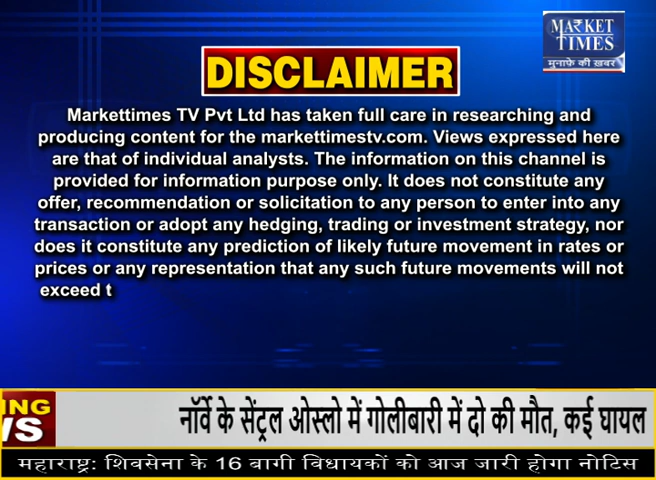 MARKET
TIMES
मुनाफे की ख़बर
DISCLAIMER
Markettimes TV Pvt Ltd has taken full care in researching and
producing content for the markettimestv.com. Views expressed here
are that of individual analysts. The information on this channel is
provided for information purpose only. It does not constitute any
offer, recommendation or solicitation to any person to enter into any
transaction or adopt any hedging, trading or investment strategy, nor
does it constitute any prediction of likely future movement in rates or
prices or any representation that any such future movements will not
exceed t
ING
WS
नॉर्वे के सेंट्रल ओस्लो में गोलीबारी में दो की मौत, कई घायल
महाराष्ट्र: शिवसेना के 16 बागी विधायकों को आज जारी होगा नोटिस